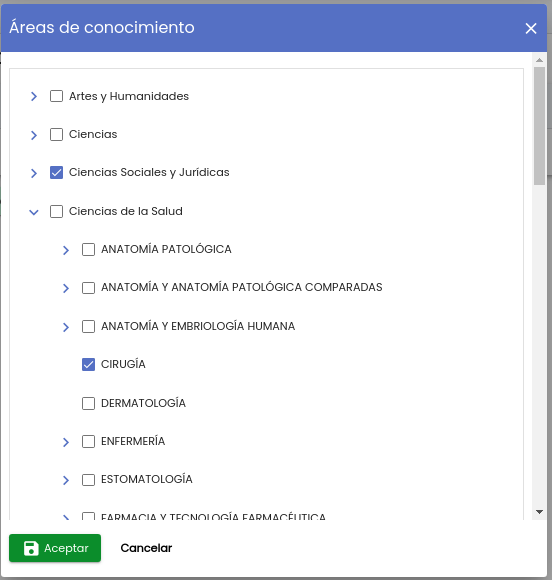 Áreas de conocimiento
Artes y Humanidades
Ciencias
Ciencias Sociales y Jurídicas
Ciencias de la Salud
ANATOMÍA PATOLÓGICA
ANATOMÍA Y ANATOMÍA PATOLÓGICA COMPARADAS
ANATOMÍA Y EMBRIOLOGÍA HUMANA
CIRUGÍA
DERMATOLOGÍA
ENFERMERÍA
ESTOMATOLOGÍA
FARMACIA Y TECNOLOGÍA FARMACÉUTICA
Aceptar
Cancelar